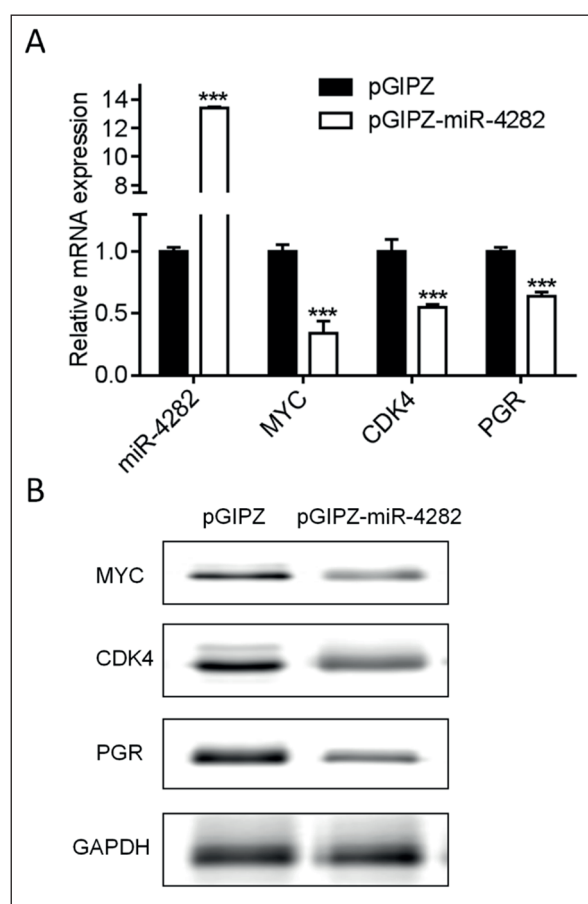 A
Relative mRNA expression
14
12
10
8
1.0
0.5
0.0
***
***
***
***
pGIPZ
pGIPZ-miR-4282
miR-4282
MYC
CDK4
PGR
B
pGIPZ pGIPZ-miR-4282
MYC
CDK4
PGR
GAPDH